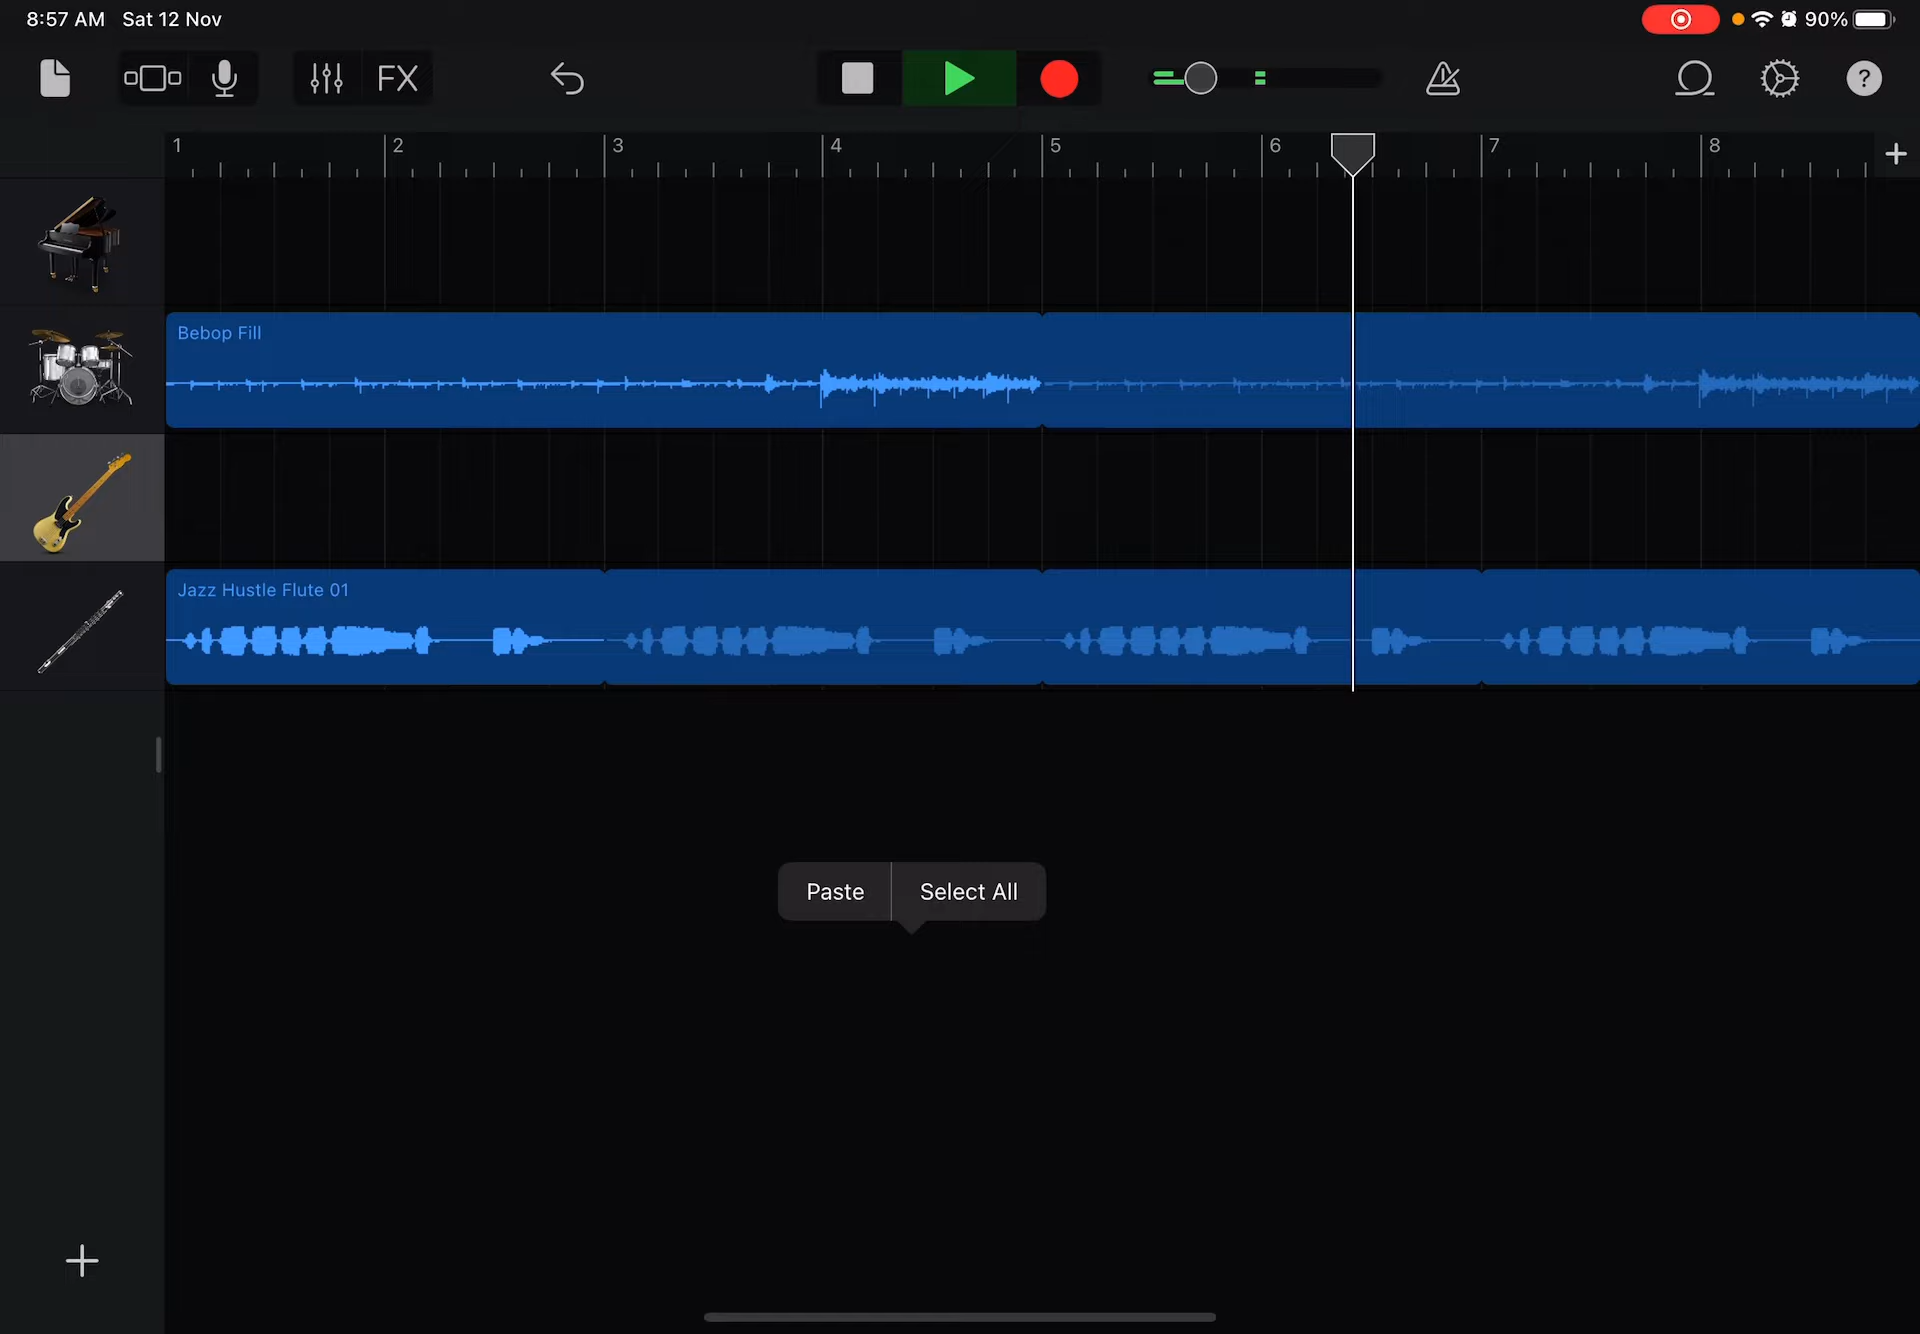 8:57 AM Sat 12 Nov
90%
FX
?
1 2 3 4 5 6 7 8
Bebop Fill
Jazz Hustle Flute 01
Paste Select All